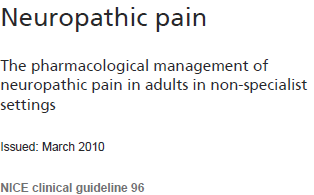 Neuropathic pain
The pharmacological management of
neuropathic pain in adults in non-specialist
settings
Issued: March 2010
NICE clinical guideline 96